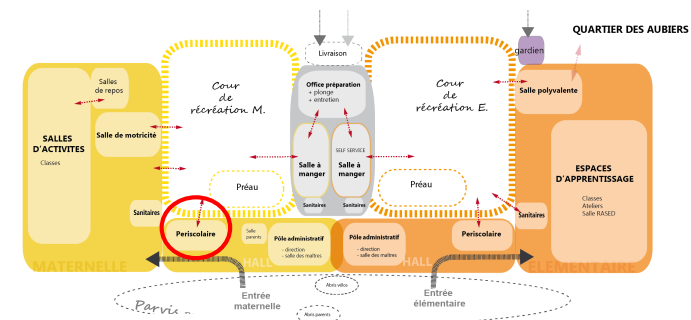 QUARTIER DES AUBIERS
Livraison
gardien
Salles
de repos
Cour
de
récréation M.
Office préparation
+ plonge
+ entretien
Cour
de
récréation E.
Salle polyvalente
SALLES
D'ACTIVITES
Classes
Salle de motricité
SELF SERVICE
Salle à
manger
Salle à
manger
ESPACES
D'APPRENTISSAGE
Classes
Ateliers
Salle RASED
Préau
Préau
Sanitaires
Sanitaires
Sanitaires
Sanitaires
Periscolaire
Salle
parents
Pôle administratif
- direction
- salle des maîtres
Pôle administratif
- direction
- salle des maîtres
Periscolaire
MATERNELLE
HALL
HALL
ELEMENTAIRE
Entrée
maternelle
Abris vélos
Entrée
élémentaire
Parvis
Abris parents